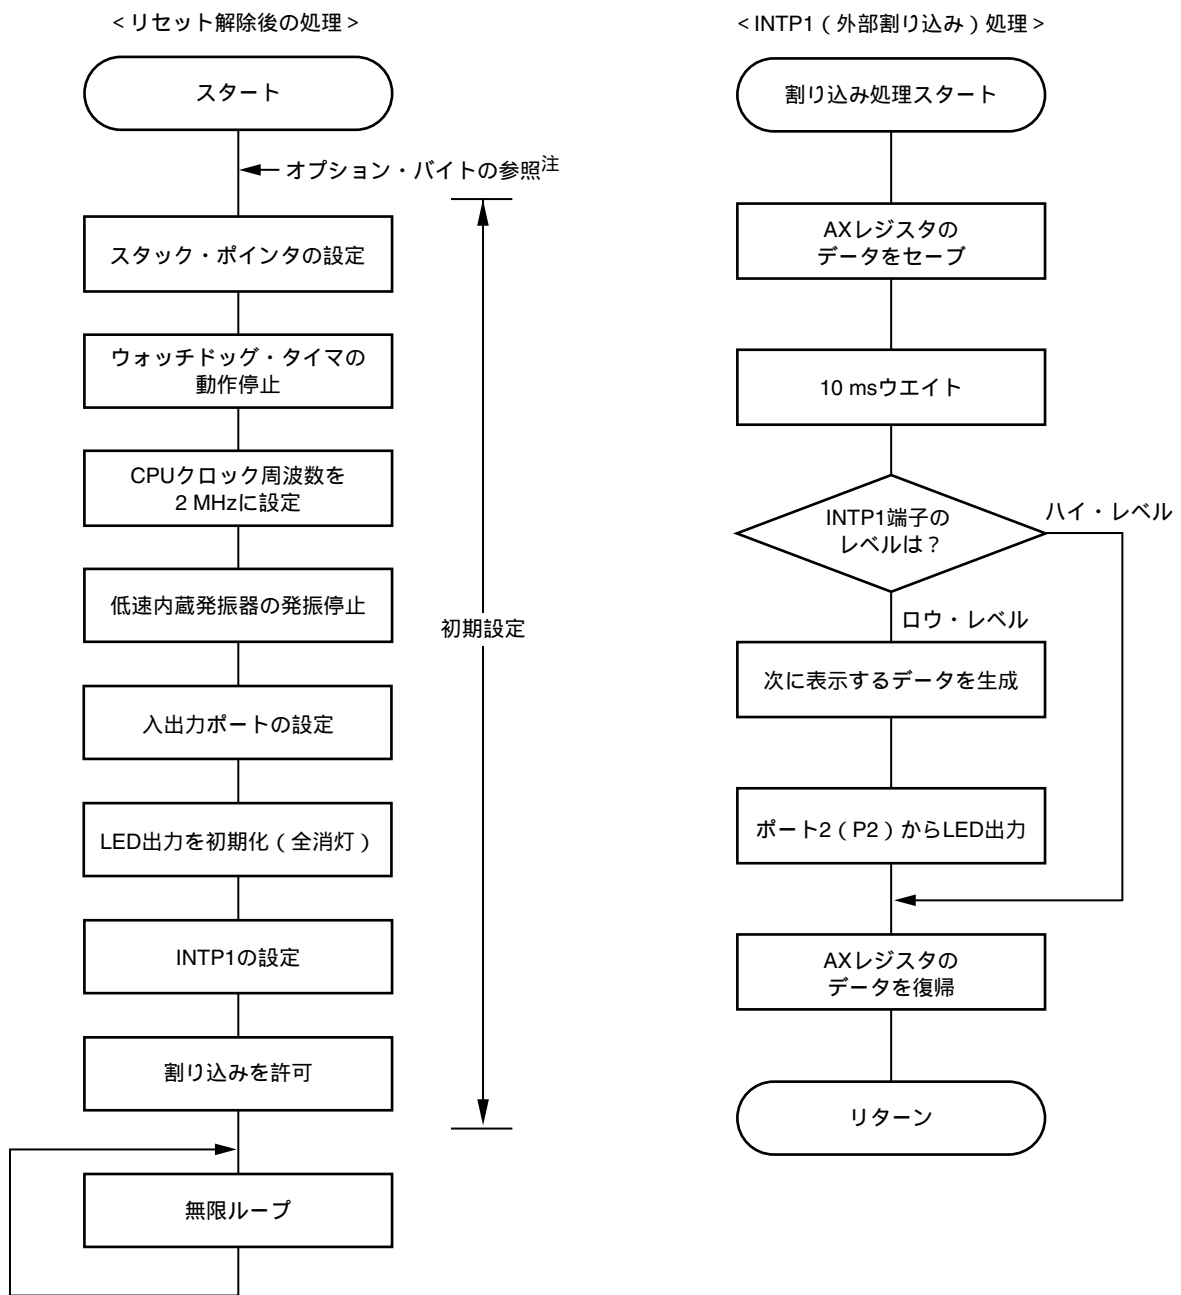 ＜リセット解除後の処理＞
スタート
オプション・バイトの参照注
スタック・ポインタの設定
ウォッチドッグ・タイマの
動作停止
CPUクロック周波数を
2 MHzに設定
低速内蔵発振器の発振停止
初期設定
入出力ポートの設定
LED出力を初期化（全消灯）
INTP1の設定
割り込みを許可
無限ループ
＜INTP1（外部割り込み）処理＞
割り込み処理スタート
AXレジスタの
データをセーブ
10 msウエイト
INTP1端子の
レベルは？
ハイ・レベル
ロウ・レベル
次に表示するデータを生成
ポート2（P2）からLED出力
AXレジスタの
データを復帰
リターン